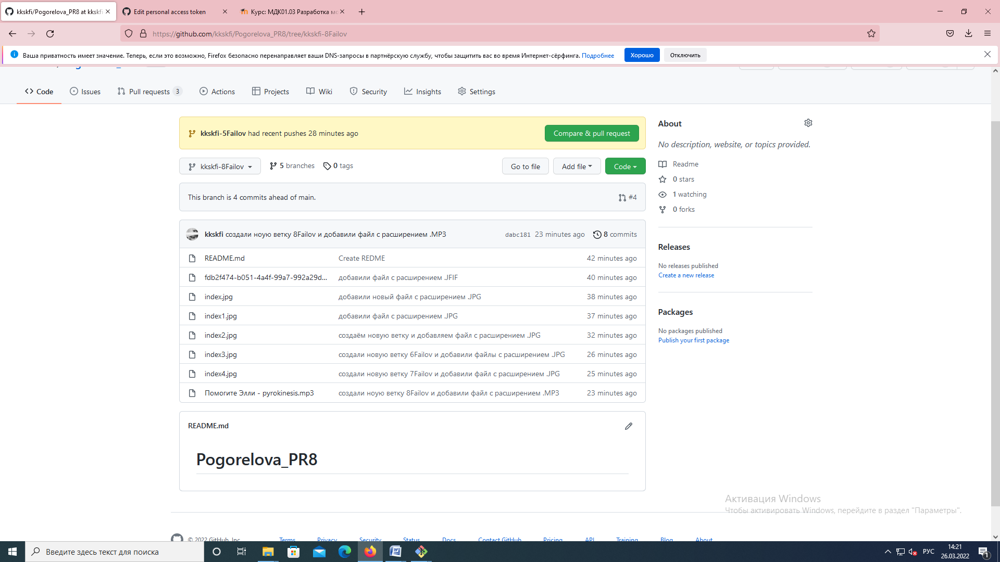 kkskfi/Pogorelova_PR8 at kkskfi
Edit personal access token
Курс: МДК01.03 Разработка мо
https://github.com/kkskfi/Pogorelova_PR8/tree/kkskfi-8Failov
Ваша приватность имеет значение. Теперь, если это возможно, Firefox безопасно перенаправляет ваши DNS-запросы в партнёрскую службу, чтобы защитить вас во время Интернет-сёрфинга. Подробнее
Хорошо
Отключить
Code
Issues
Pull requests 3
Actions
Projects
Wiki
Security
Insights
Settings
kkskfi-5Failov had recent pushes 28 minutes ago
Compare & pull request
kkskfi-8Failov
5 branches
0 tags
Go to file
Add file
Code
This branch is 4 commits ahead of main.
#4
kkskfi создали ноую ветку 8Failov и добавили файл с расширением .MP3
dabc181 23 minutes ago
8 commits
README.md Create REDME 42 minutes ago
fdb2f474-b051-4a4f-99a7-992a29d... добавили файл с расширением .JFIF 40 minutes ago
index.jpg добавили новый файл с расширением .JPG 38 minutes ago
index1.jpg добавили файл с расширением .JPG 37 minutes ago
index2.jpg создаём новую ветку и добавляем файл с расширением .JPG 32 minutes ago
index3.jpg создали новую ветку 6Failov и добавили файлы с расширением .JPG 26 minutes ago
index4.jpg создали новую ветку 7Failov и добавили файл с расширением .JPG 25 minutes ago
Помогите Элли - pyrokinesis.mp3 создали ноую ветку 8Failov и добавили файл с расширением .MP3 23 minutes ago
README.md
Pogorelova_PR8
About
No description, website, or topics provided.
Readme
0 stars
1 watching
0 forks
Releases
No releases published
Create a new release
Packages
No packages published
Publish your first package
Активация Windows
Чтобы активировать Windows, перейдите в раздел "Параметры".
© 2022 GitHub, Inc.
Terms
Privacy
Security
Status
Docs
Contact GitHub
Pricing
API
Training
Blog
About
Введите здесь текст для поиска
РУС
14:21
26.03.2022
1